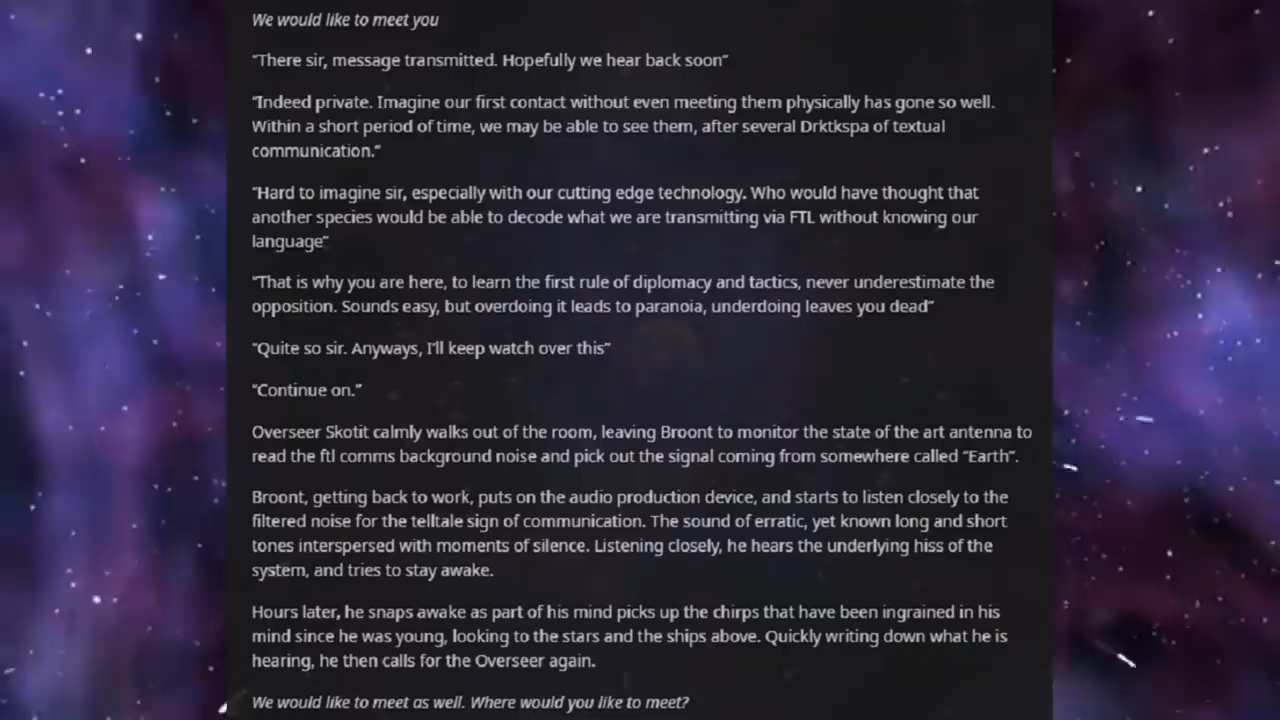 We would like to meet you
“There sir, message transmitted. Hopefully we hear back soon”
“Indeed private. Imagine our first contact without even meeting them physically has gone so well.
Within a short period of time, we may be able to see them, after several Drktkspa of textual
communication.”
“Hard to imagine sir, especially with our cutting edge technology. Who would have thought that
another species would be able to decode what we are transmitting via FTL without knowing our
language”
“That is why you are here, to learn the first rule of diplomacy and tactics, never underestimate the
opposition. Sounds easy, but overdoing it leads to paranoia, underdoing leaves you dead”
“Quite so sir. Anyways, I’ll keep watch over this”
“Continue on.”
Overseer Skotit calmly walks out of the room, leaving Broont to monitor the state of the art antenna to
read the ftl comms background noise and pick out the signal coming from somewhere called “Earth”.
Broont, getting back to work, puts on the audio production device, and starts to listen closely to the
filtered noise for the telltale sign of communication. The sound of erratic, yet known long and short
tones interspersed with moments of silence. Listening closely, he hears the underlying hiss of the
system, and tries to stay awake.
Hours later, he snaps awake as part of his mind picks up the chirps that have been ingrained in his
mind since he was young, looking to the stars and the ships above. Quickly writing down what he is
hearing, he then calls for the Overseer again.
We would like to meet as well. Where would you like to meet?